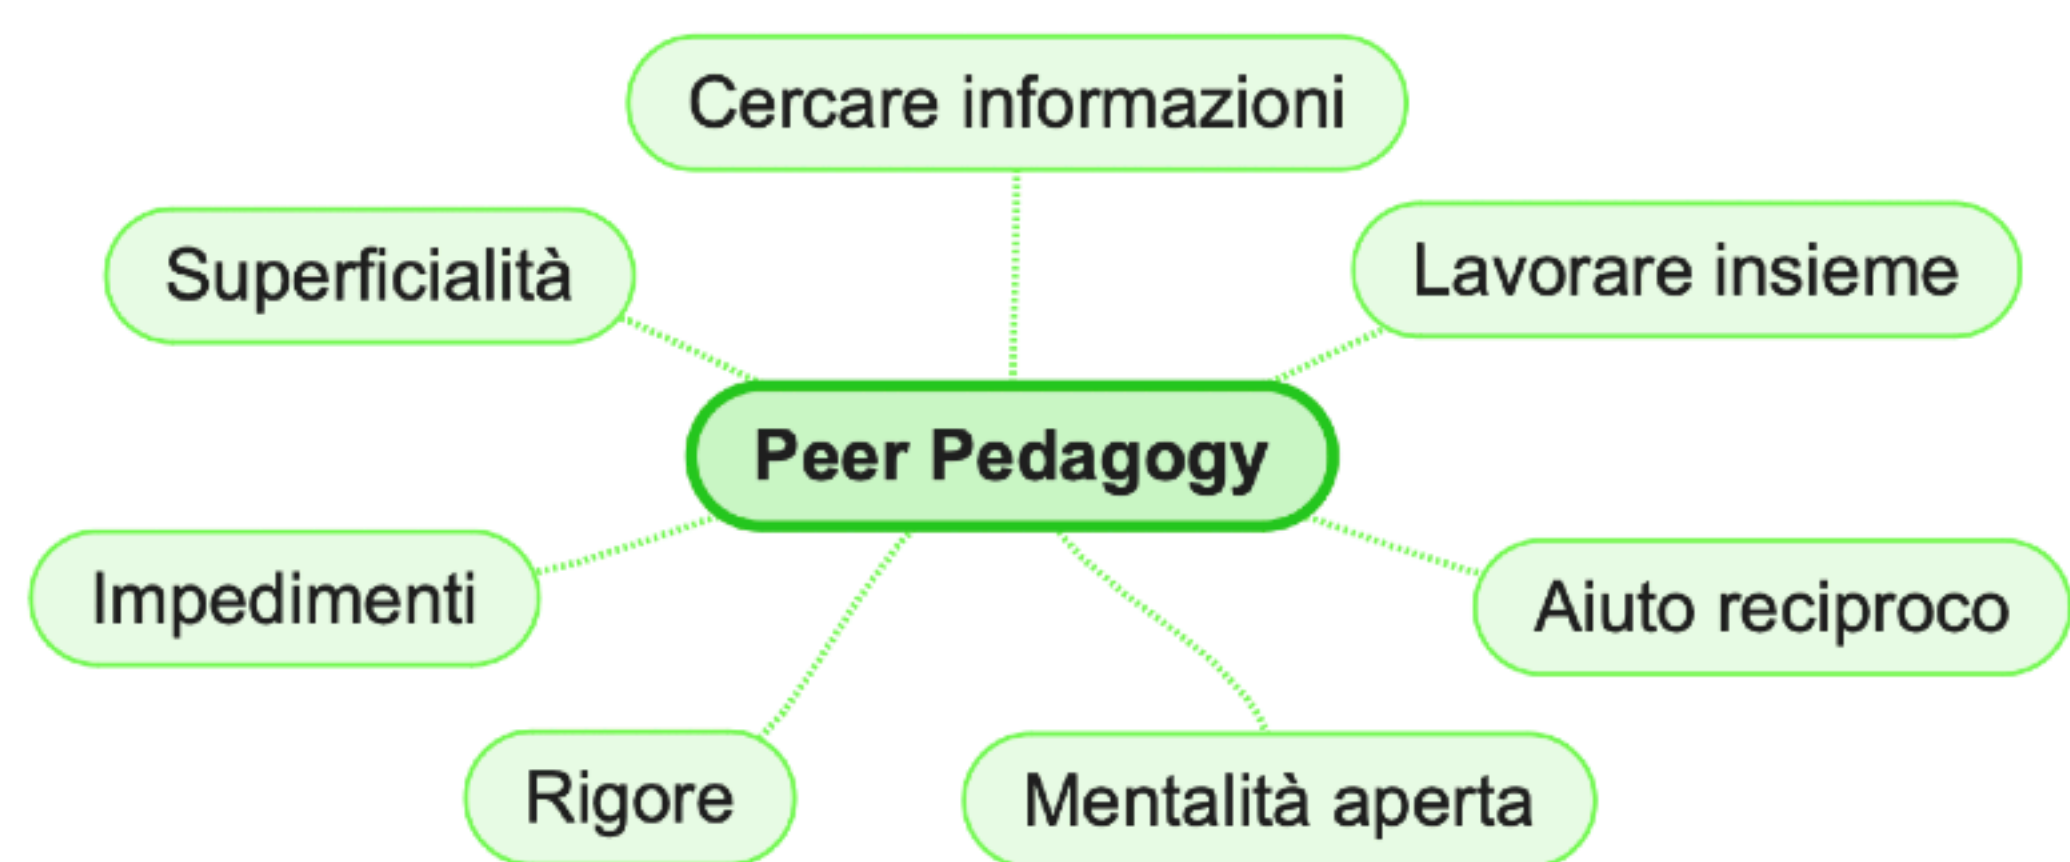 Cercare informazioni
Superficialità
Lavorare insieme
Peer Pedagogy
Impedimenti
Aiuto reciproco
Rigore
Mentalità aperta